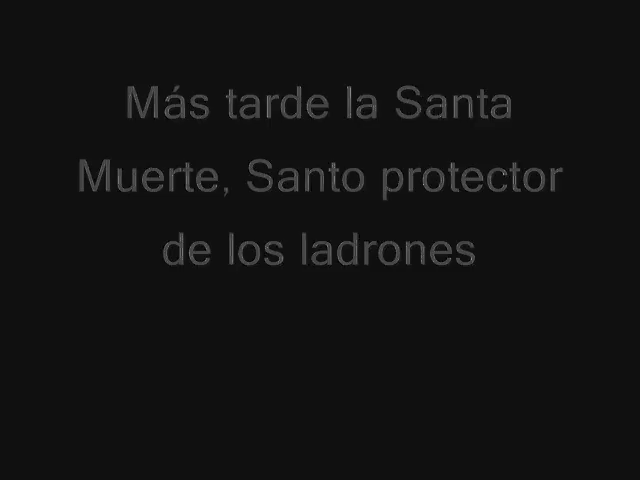 Más tarde la Santa
Muerte, Santo protector
de los ladrones